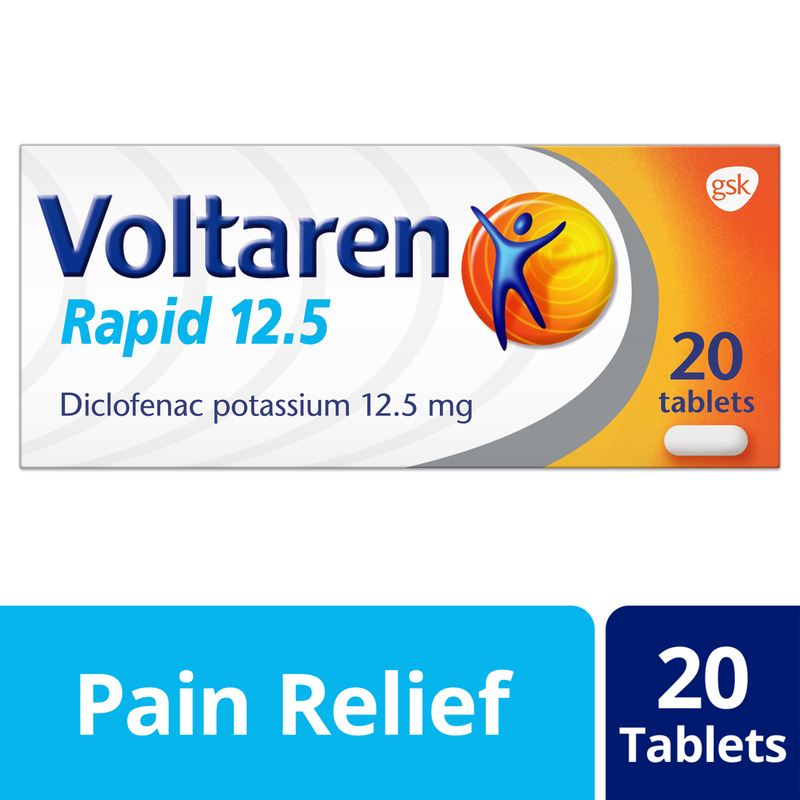 gsk
Voltaren
Rapid 12.5
Diclofenac potassium 12.5 mg
20
tablets
Pain Relief
20
Tablets